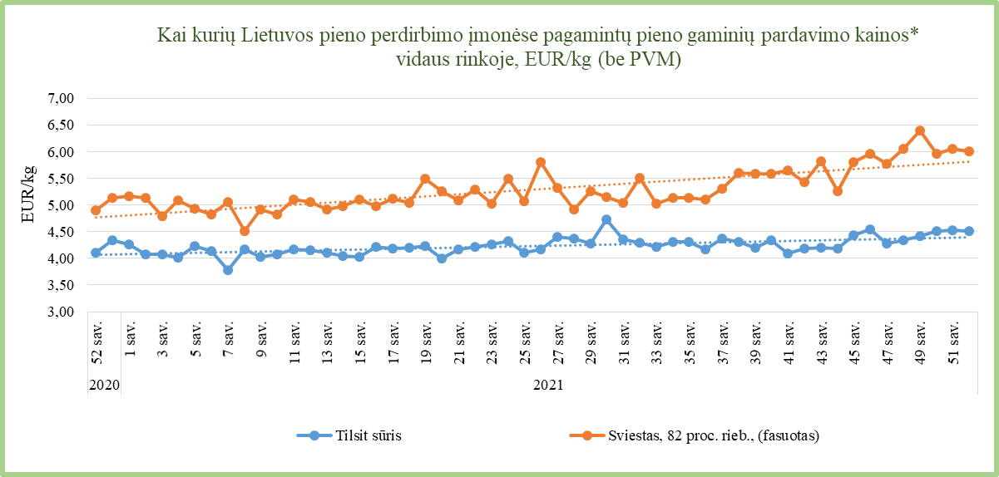 Kai kurių Lietuvos pieno perdirbimo įmonėse pagamintų pieno gaminių pardavimo kainos*
vidaus rinkoje, EUR/kg (be PVM)
EUR/kg
7,00
6,50
6,00
5,50
5,00
4,50
4,00
3,50
3,00
52 sav.
1 sav.
3 sav.
5 sav.
7 sav.
9 sav.
11 sav.
13 sav.
15 sav.
17 sav.
19 sav.
21 sav.
23 sav.
25 sav.
27 sav.
29 sav.
31 sav.
33 sav.
35 sav.
37 sav.
39 sav.
41 sav.
43 sav.
45 sav.
47 sav.
49 sav.
51 sav.
2020
2021
Tilsit sūris
Sviestas, 82 proc. rieb., (fasuotas)